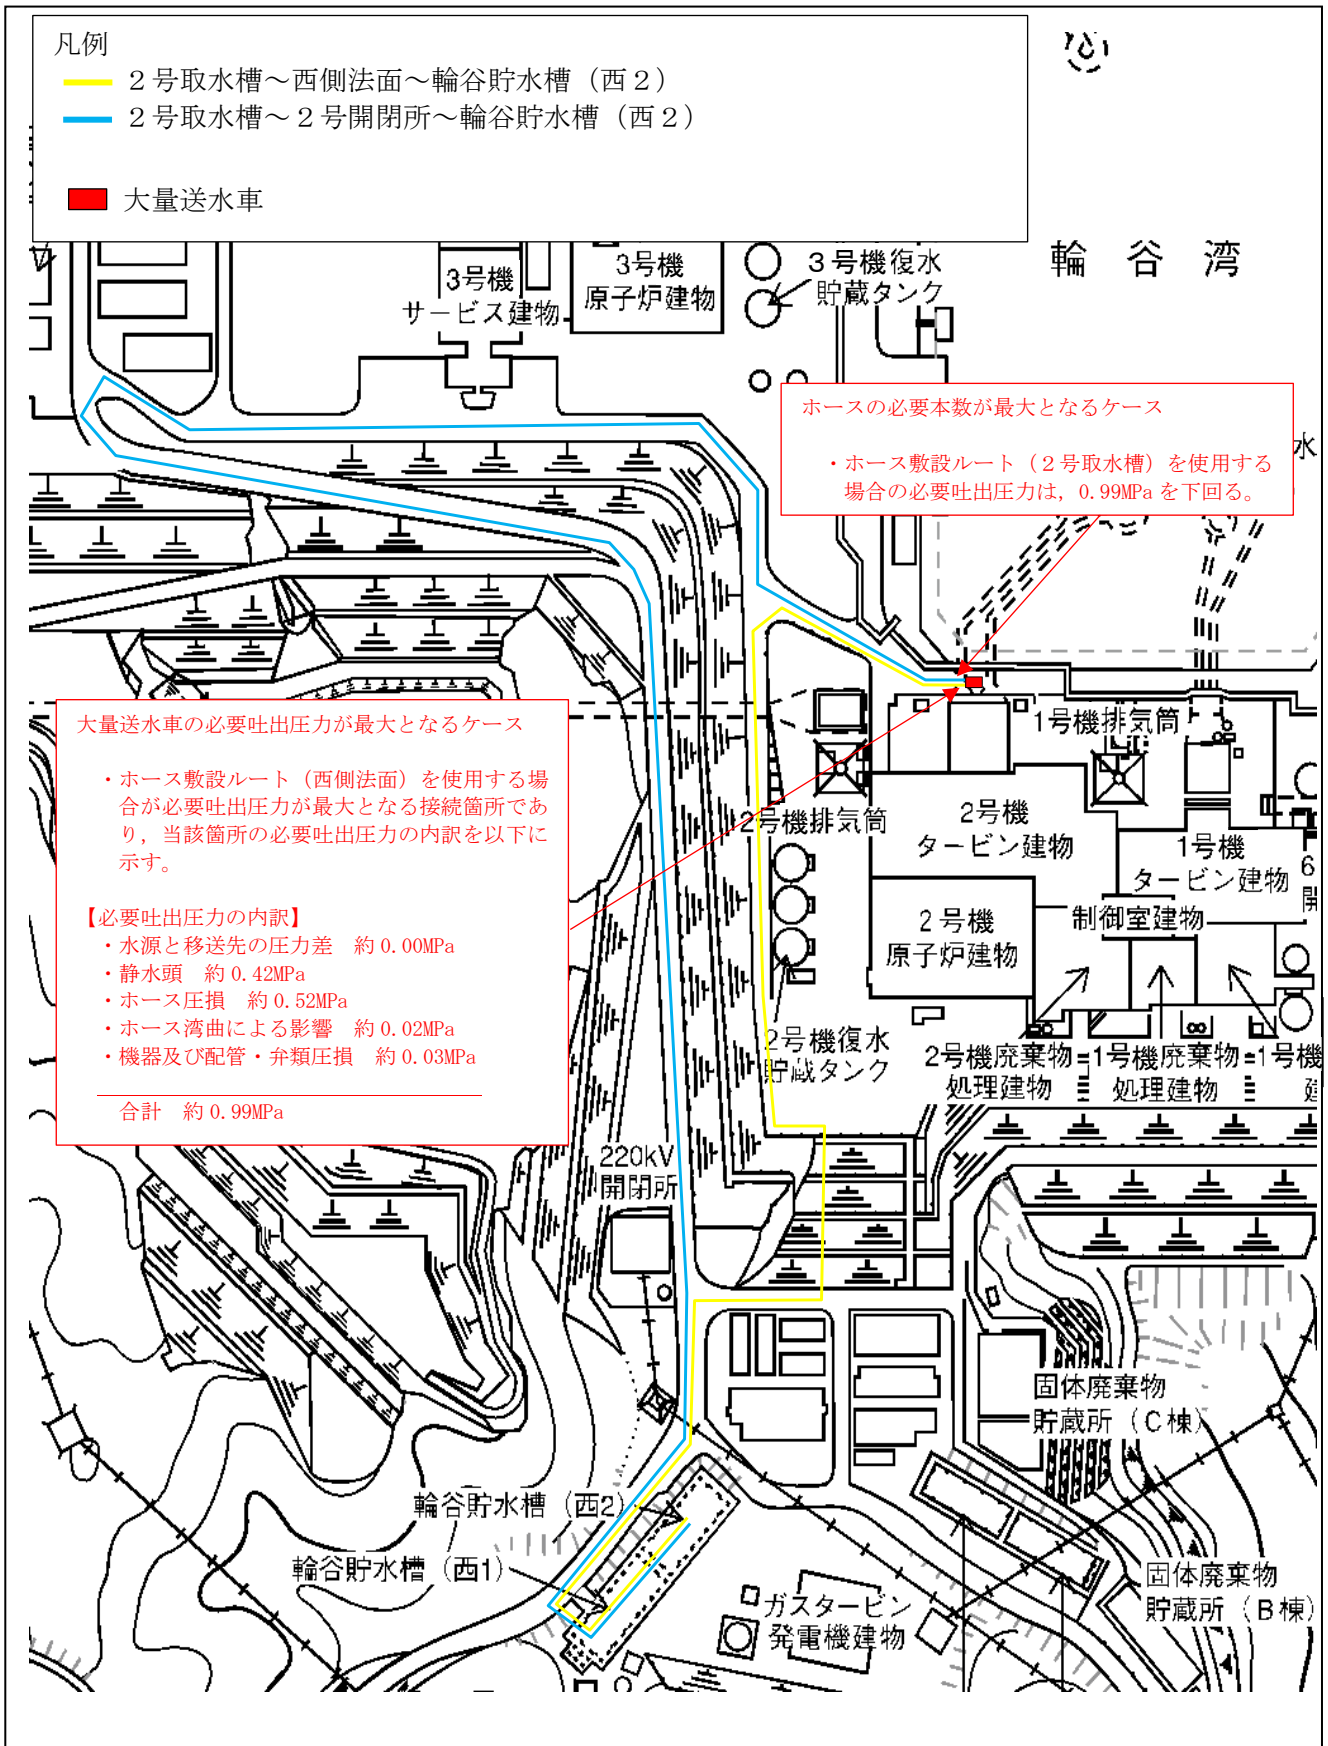 凡例
２号取水槽～西側法面～輪谷貯水槽（西２）
２号取水槽～２号開閉所～輪谷貯水槽（西２）
大量送水車
輪谷湾
3号機
サービス建物
3号機
原子炉建物
３号機復水
貯蔵タンク
ホースの必要本数が最大となるケース
・ホース敷設ルート（２号取水槽）を使用する
場合の必要吐出圧力は，0.99MPaを下回る。
水
大量送水車の必要吐出圧力が最大となるケース
・ホース敷設ルート（西側法面）を使用する場
合が必要吐出圧力が最大となる接続箇所であ
り，当該箇所の必要吐出圧力の内訳を以下に
示す。
【必要吐出圧力の内訳】
・水源と移送先の圧力差　約0.00MPa
・静水頭　約0.42MPa
・ホース圧損　約0.52MPa
・ホース湾曲による影響　約0.02MPa
・機器及び配管・弁類圧損　約0.03MPa
合計　約0.99MPa
1号機排気筒
2号機排気筒
2号機
タービン建物
1号機
タービン建物
6
開
制御室建物
２号機
原子炉建物
2号機復水
貯蔵タンク
2号機廃棄物
処理建物
1号機廃棄物
処理建物
1号機
220kV
開閉所
固体廃棄物
貯蔵所（C棟）
輪谷貯水槽（西2）
輪谷貯水槽（西1）
ガスタービン
発電機建物
固体廃棄物
貯蔵所（B棟）